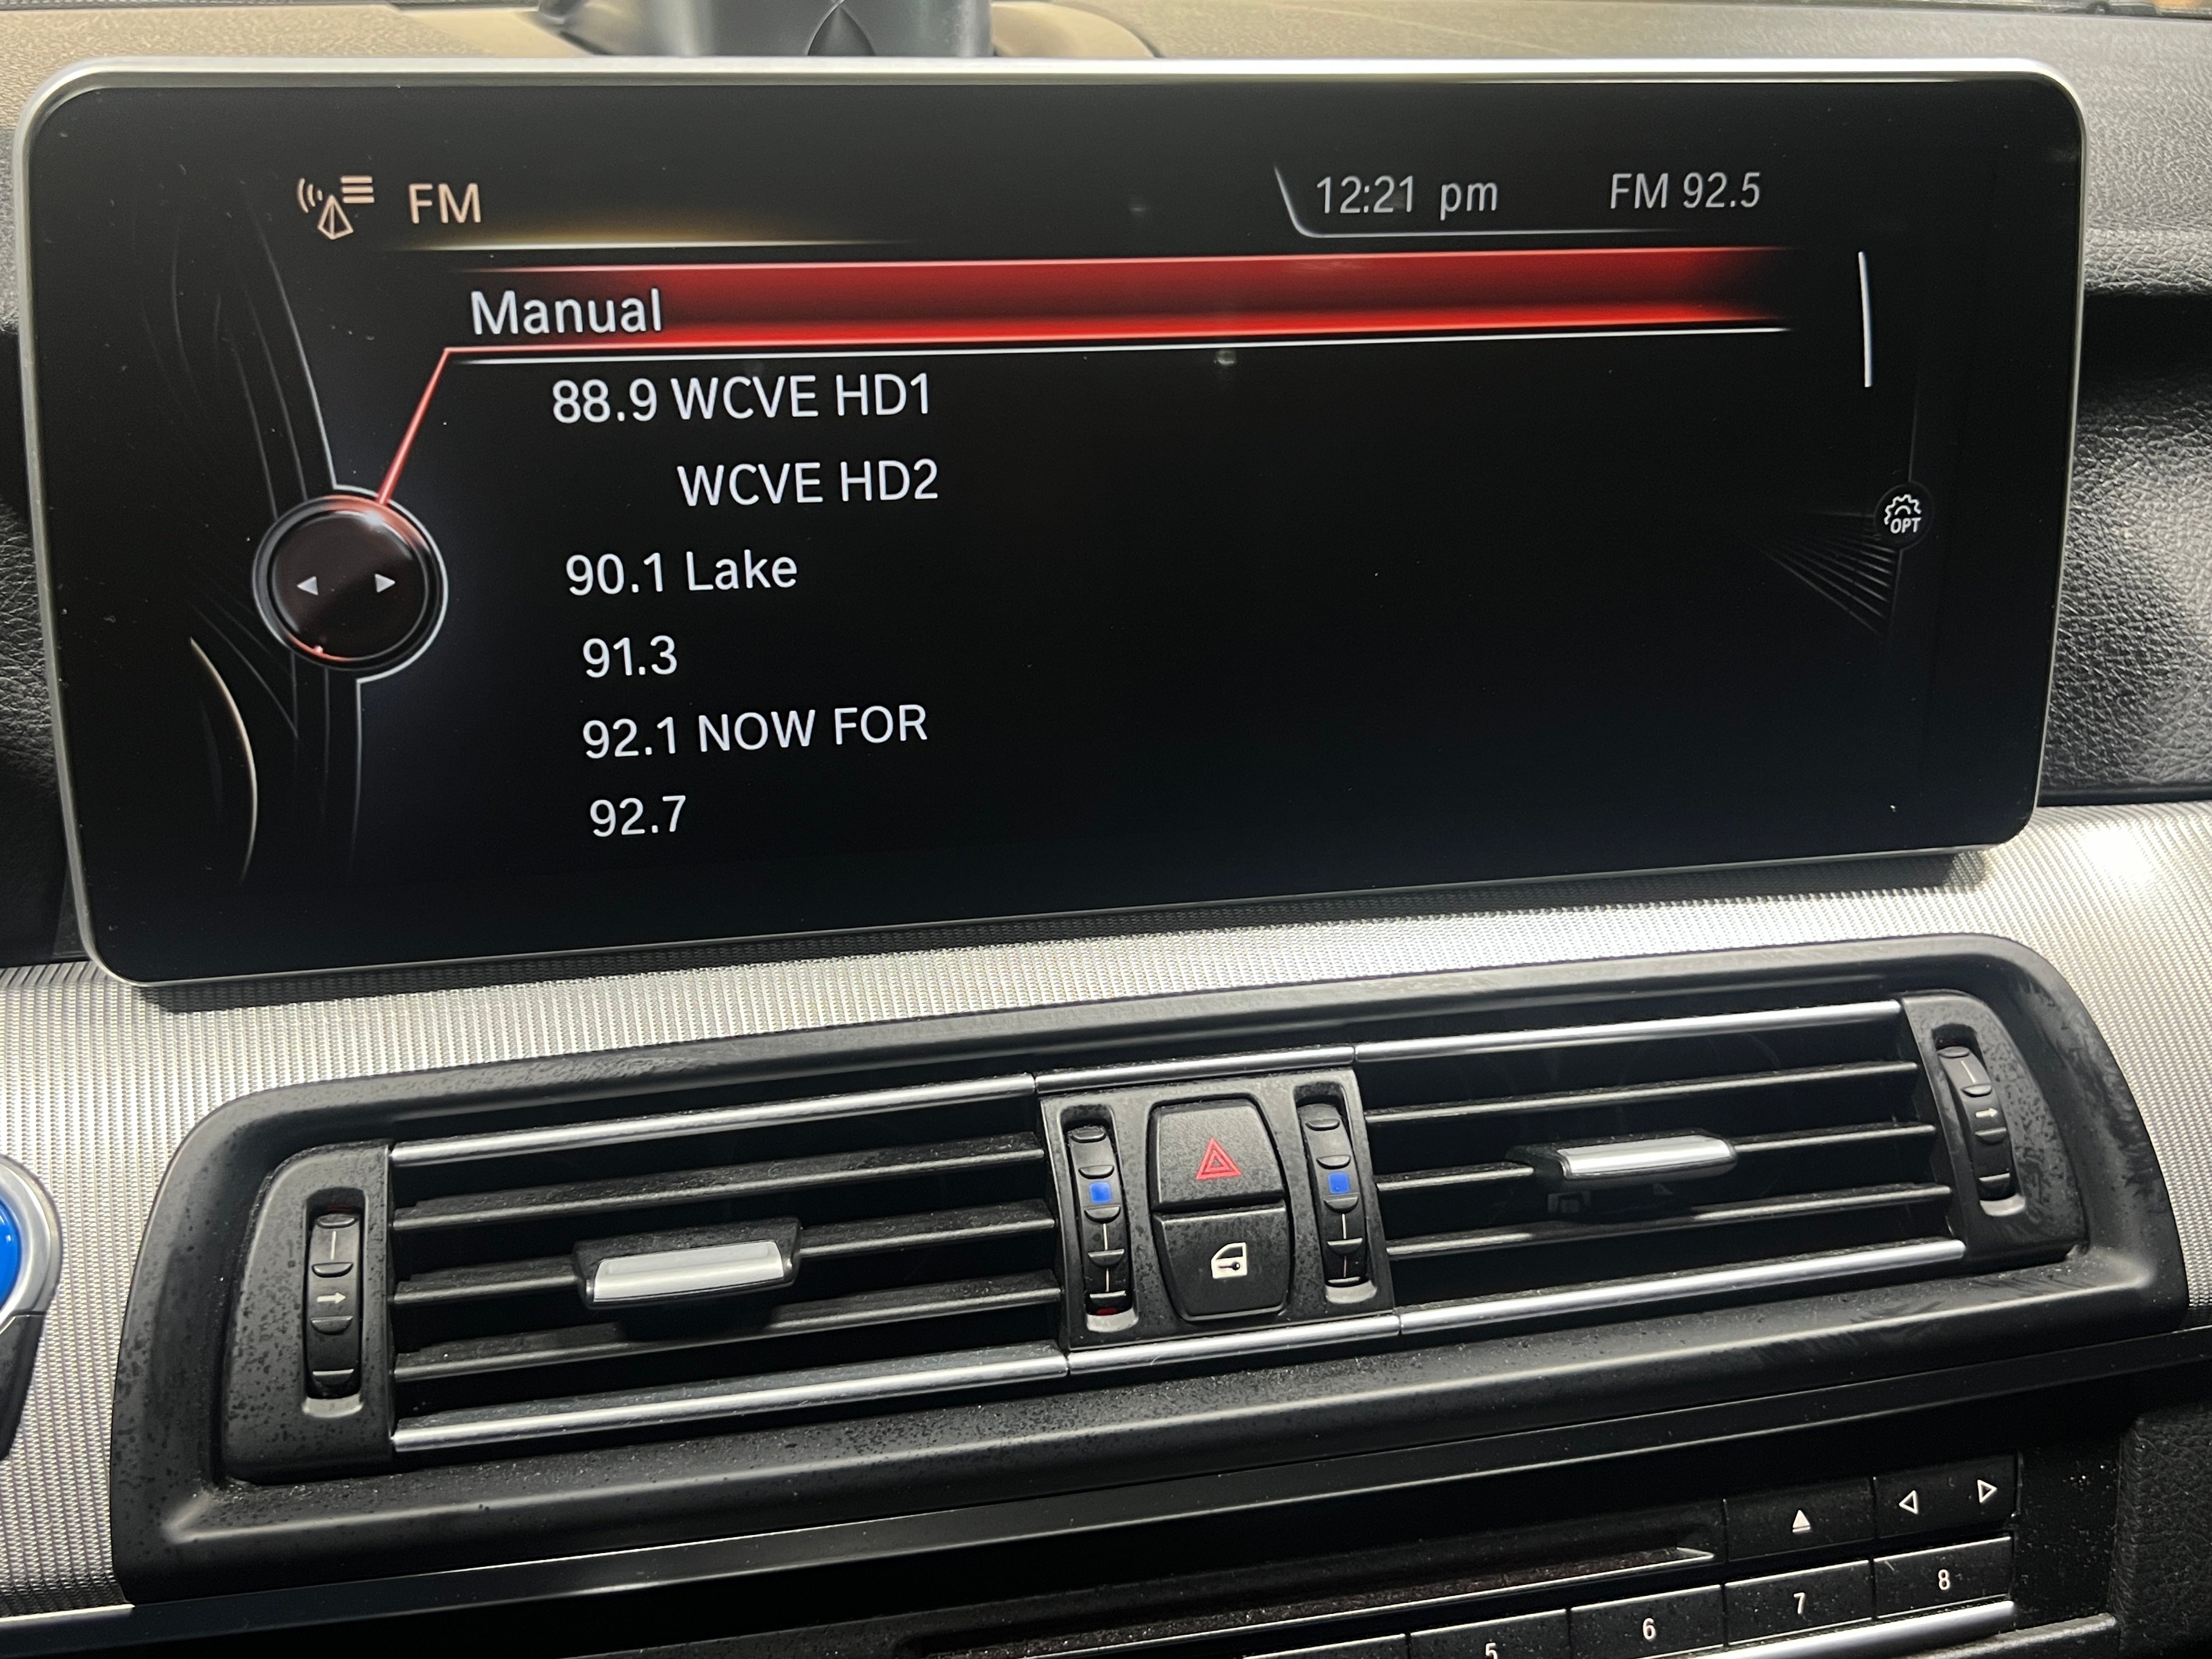 FM
12:21 pm
FM 92.5
Manual
88.9 WCVE HD1
WCVE HD2
90.1 Lake
91.3
92.1 NOW FOR
92.7
OPT
5
6
7
8